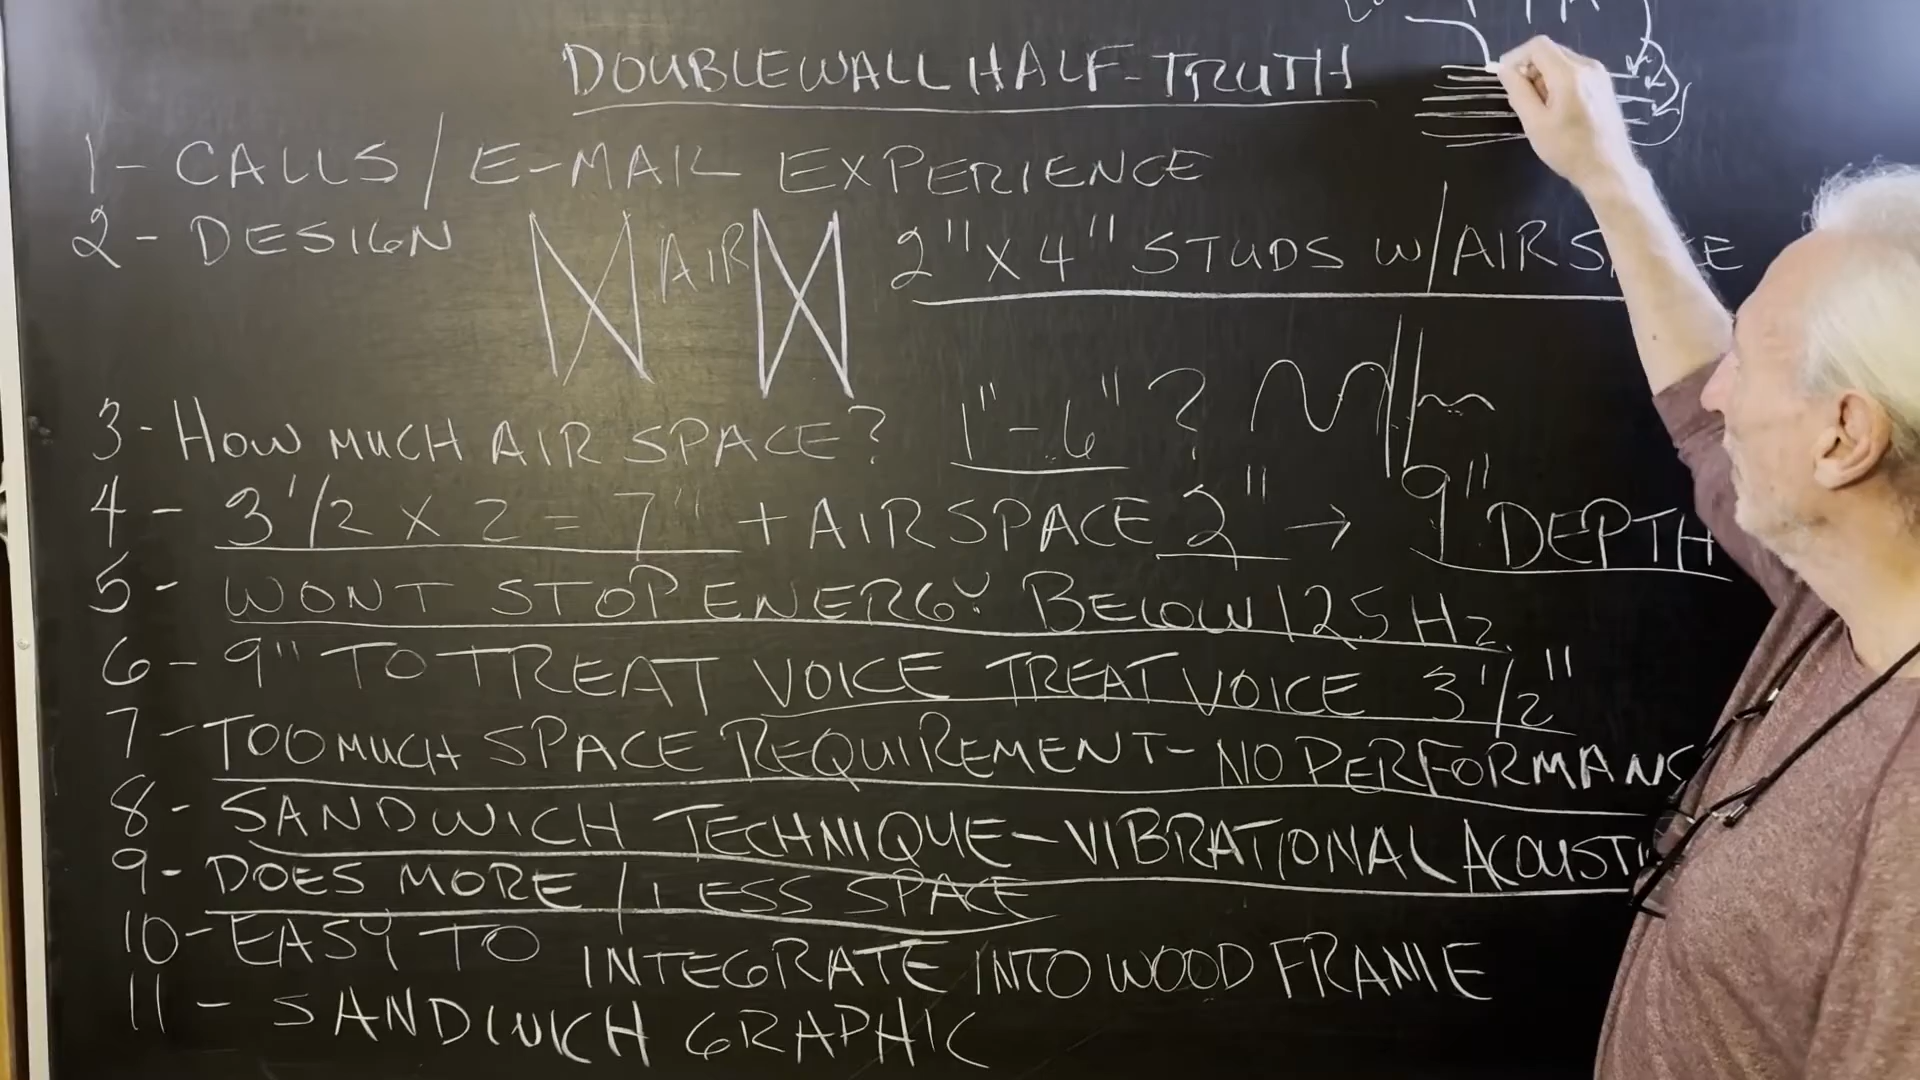 DOUBLEWALL HALF-TRUTH
1- CALLS/E-MAIL EXPERIENCE
2- DESIGN AIR 2"X4" STUDS W/AIR S E
3- HOW MUCH AIR SPACE? 1"-6"?
4- 3 1/2 X 2 = 7" + AIRSPACE 2" → 9" DEPTH
5- WONT STOP ENERGY BELOW 125 Hz
6- 9" TO TREAT VOICE TREAT VOICE 3 1/2"
7- TOO MUCH SPACE REQUIREMENT- NO PERFORMANC
8- SANDWICH TECHNIQUE-VIBRATIONAL ACOUSTI
9- DOES MORE/LESS SPACE
10- EASY TO INTEGRATE INTO WOOD FRAME
11- SANDWICH GRAPHIC